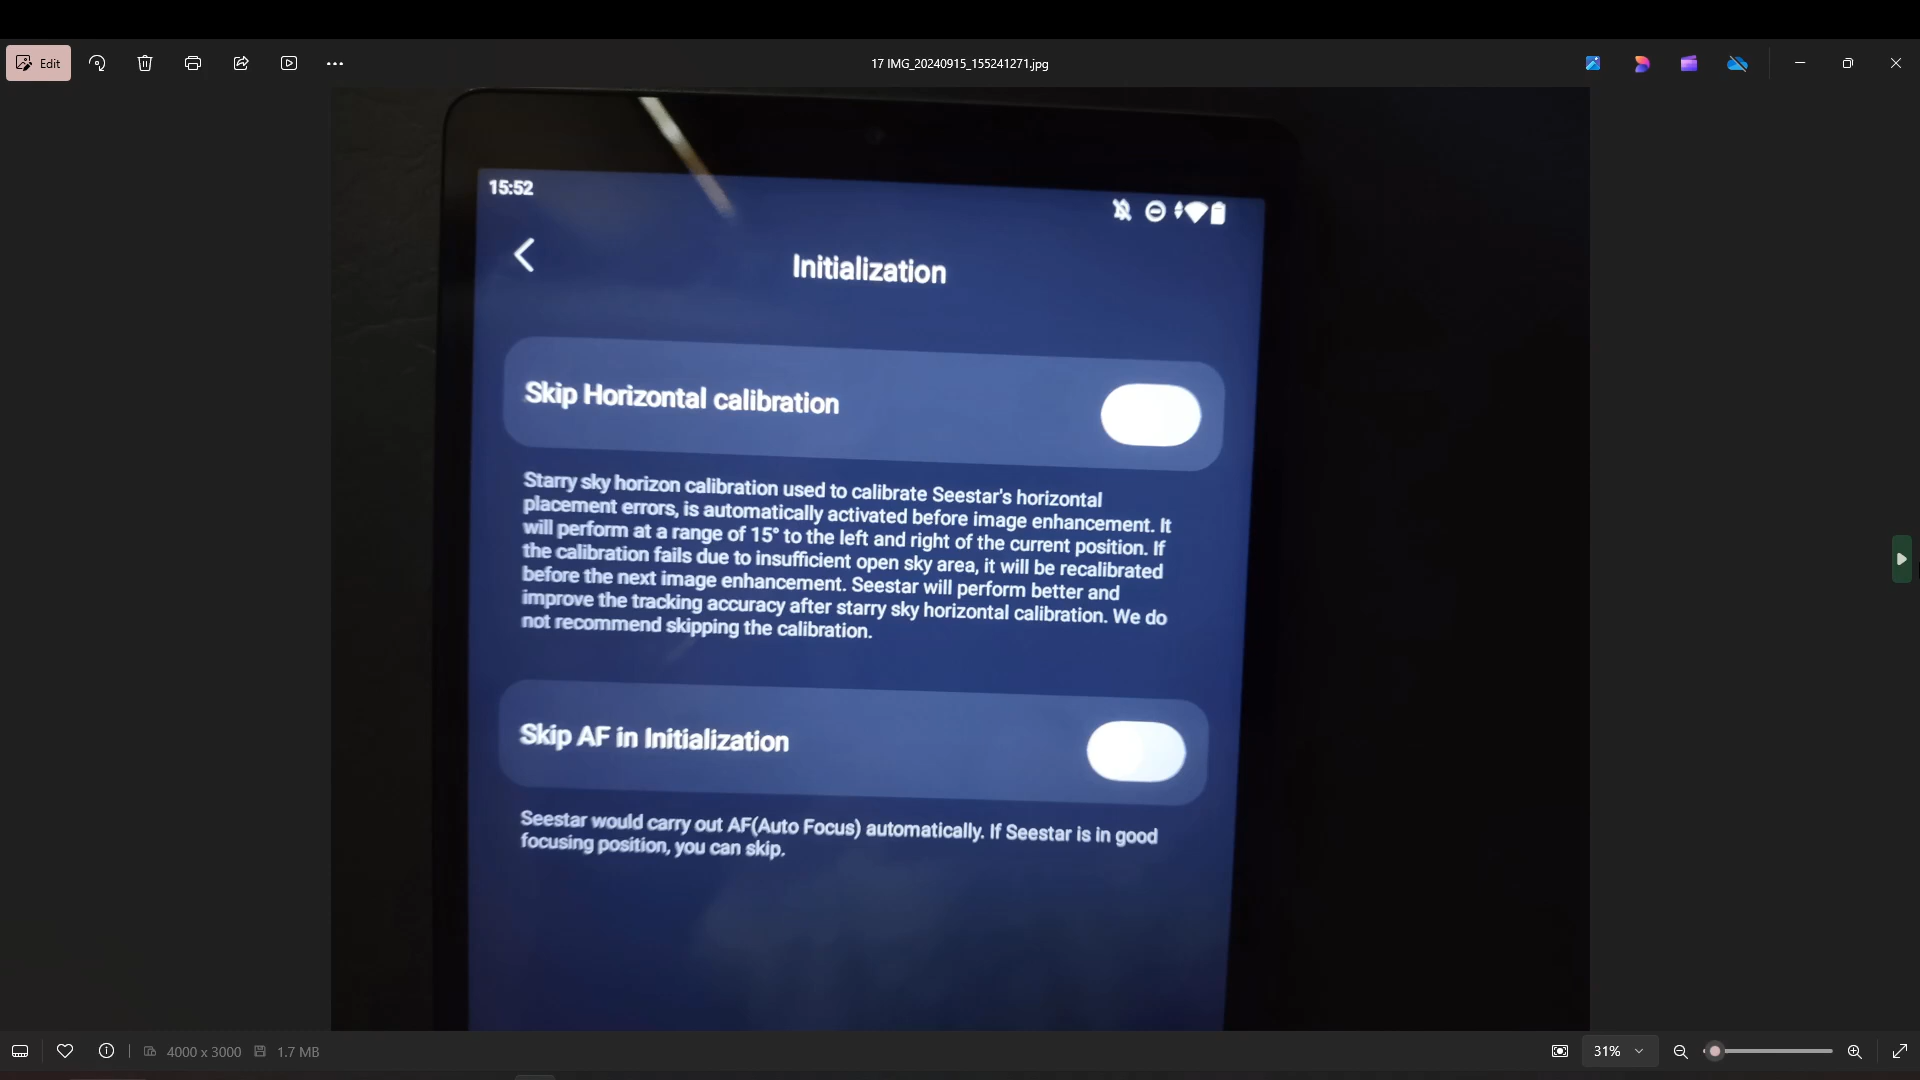 Edit
17 IMG_20240915_155241271.jpg
15:52
Initialization
Skip Horizontal calibration
Starry sky horizon calibration used to calibrate Seestar's horizontal
placement errors, is automatically activated before image enhancement. It
will perform at a range of 15° to the left and right of the current position. If
the calibration fails due to insufficient open sky area, it will be recalibrated
before the next image enhancement. Seestar will perform better and
improve the tracking accuracy after starry sky horizontal calibration. We do
not recommend skipping the calibration.
Skip AF in Initialization
Seestar would carry out AF(Auto Focus) automatically. If Seestar is in good
focusing position, you can skip.
4000 x 3000 1.7 MB 31%